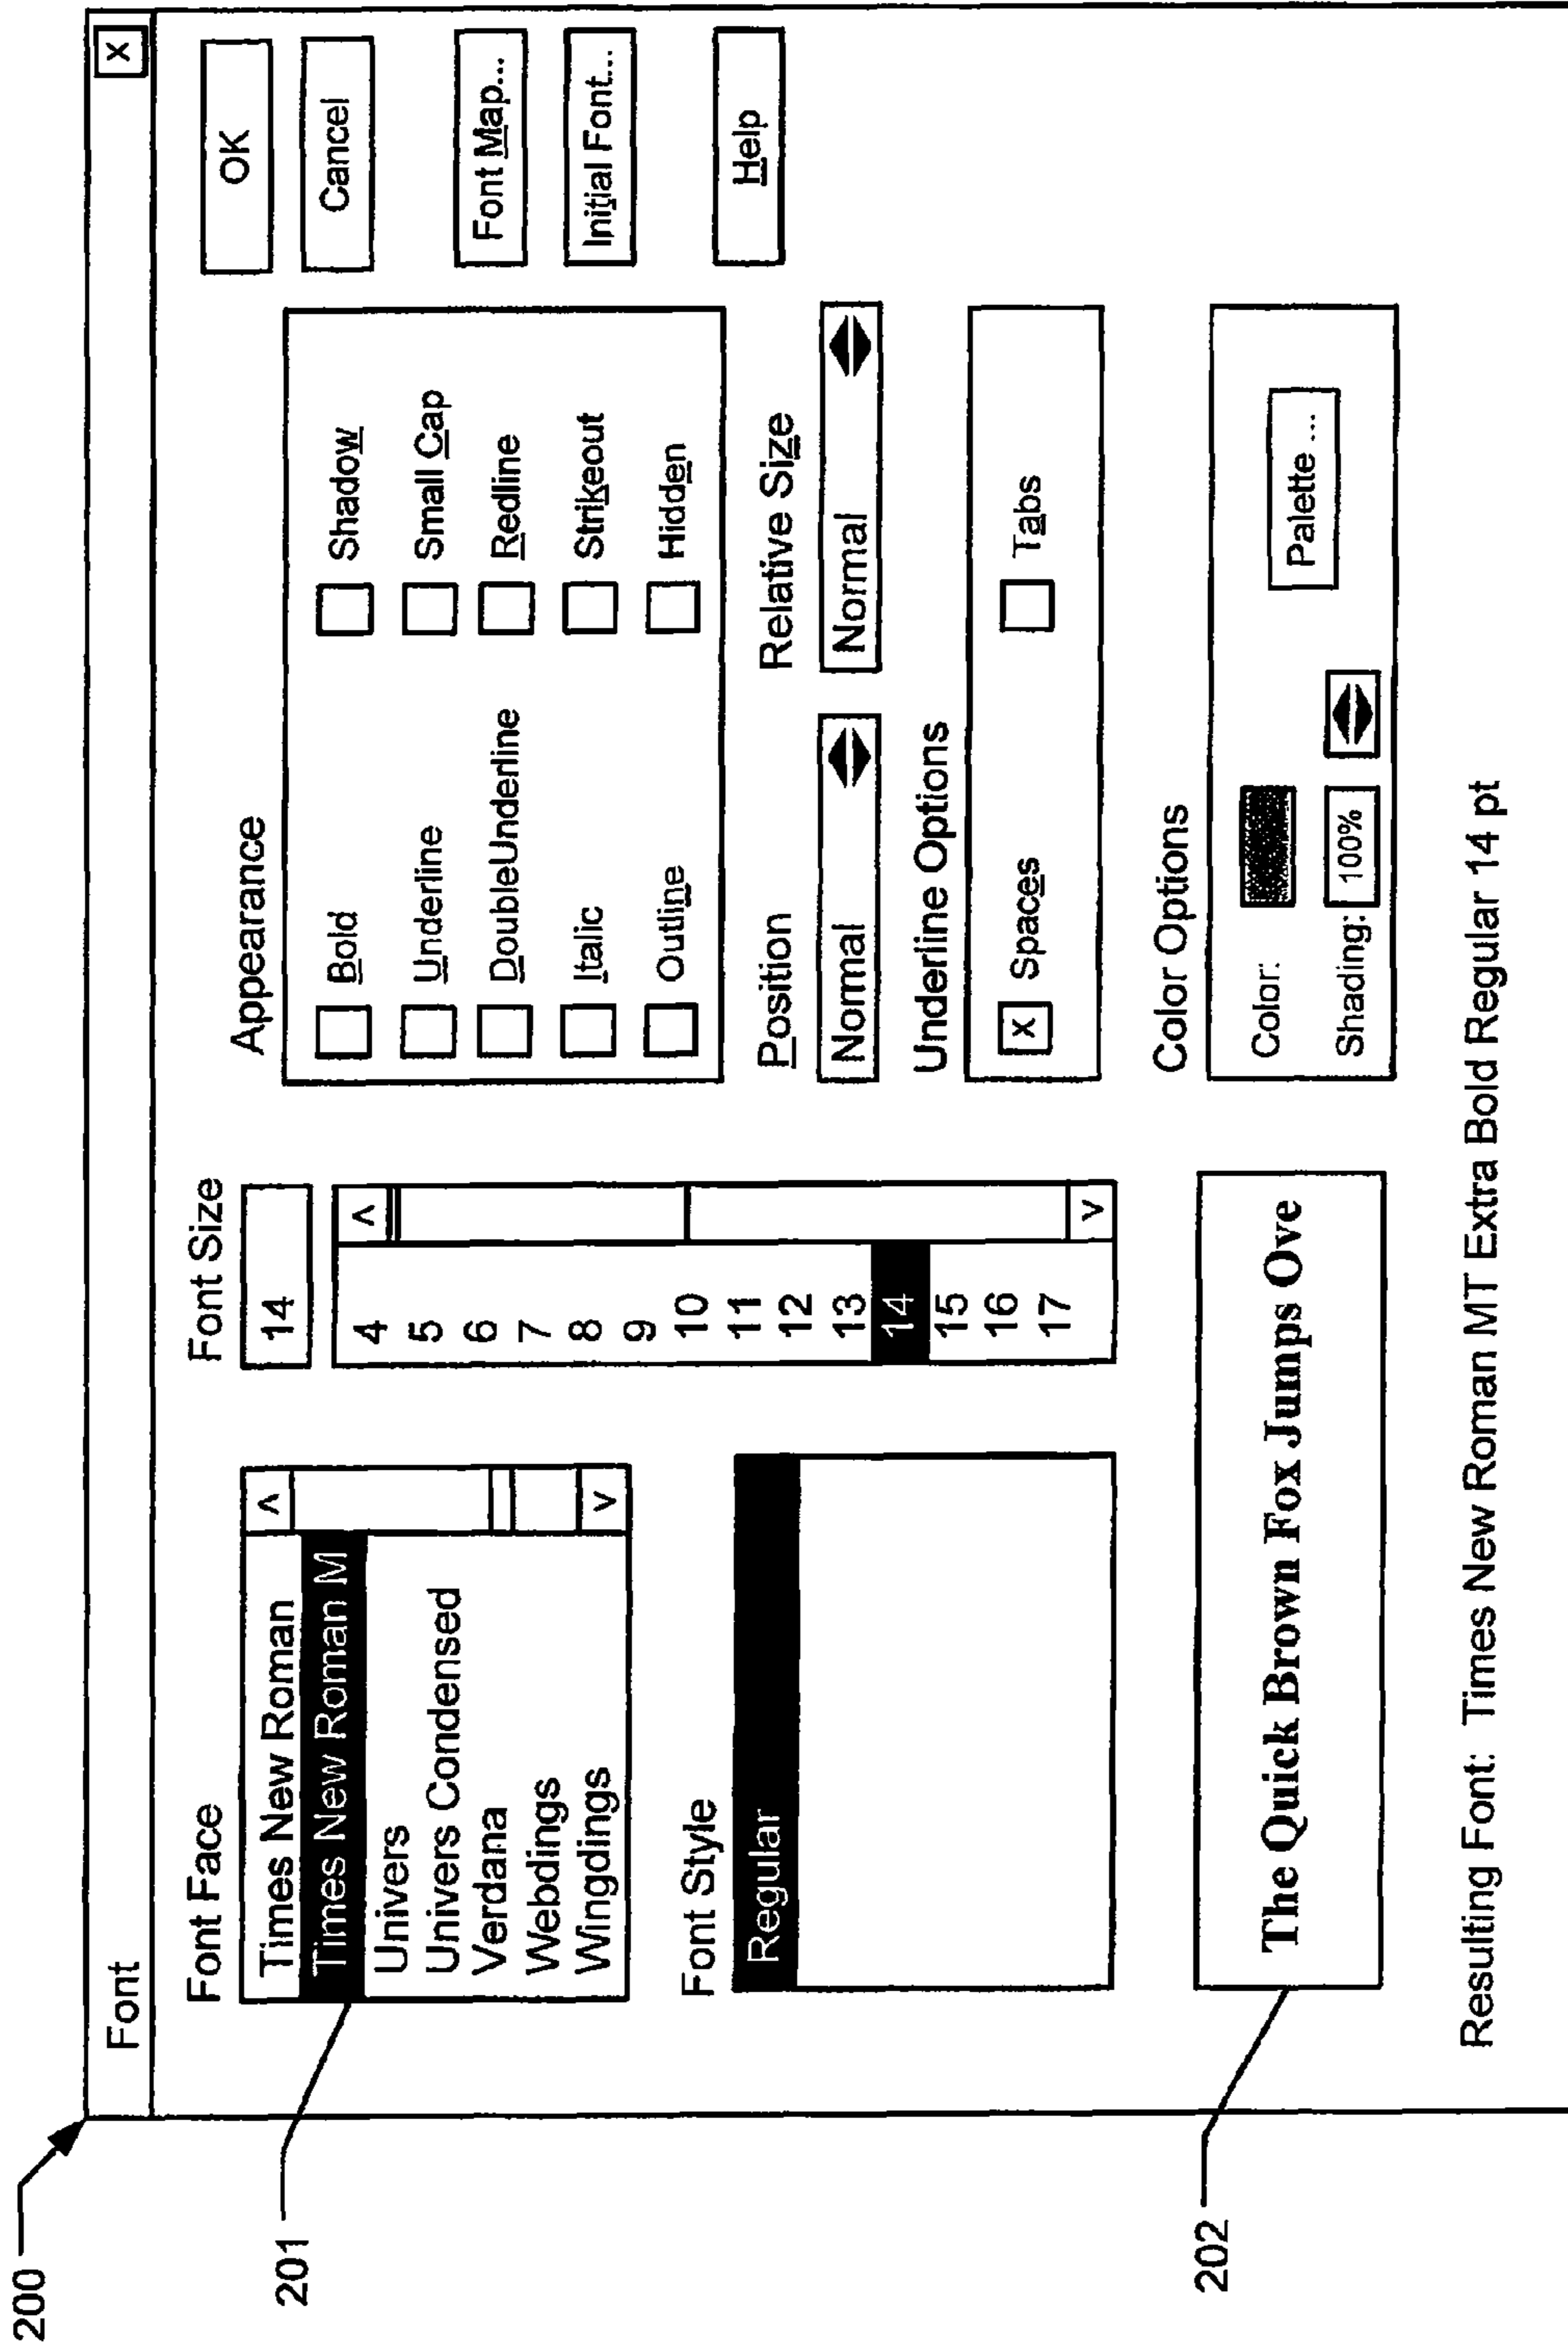 200
Font X
Font Face
Times New Roman
Times New Roman M
Univers
Univers Condensed
Verdana
Webdings
Wingdings
201
Font Style
Regular
Font Size
14
4
5
6
7
8
9
10
11
12
13
14
15
16
17
Appearance
Bold Shadow
Underline Small Cap
DoubleUnderline Redline
Italic Strikeout
Outline Hidden
Position Relative Size
Normal Normal
Underline Options
X Spaces Tabs
Color Options
Color: Palette ...
Shading: 100%
OK
Cancel
Font Map...
Initial Font...
Help
202
The Quick Brown Fox Jumps Ove
Resulting Font: Times New Roman MT Extra Bold Regular 14 pt